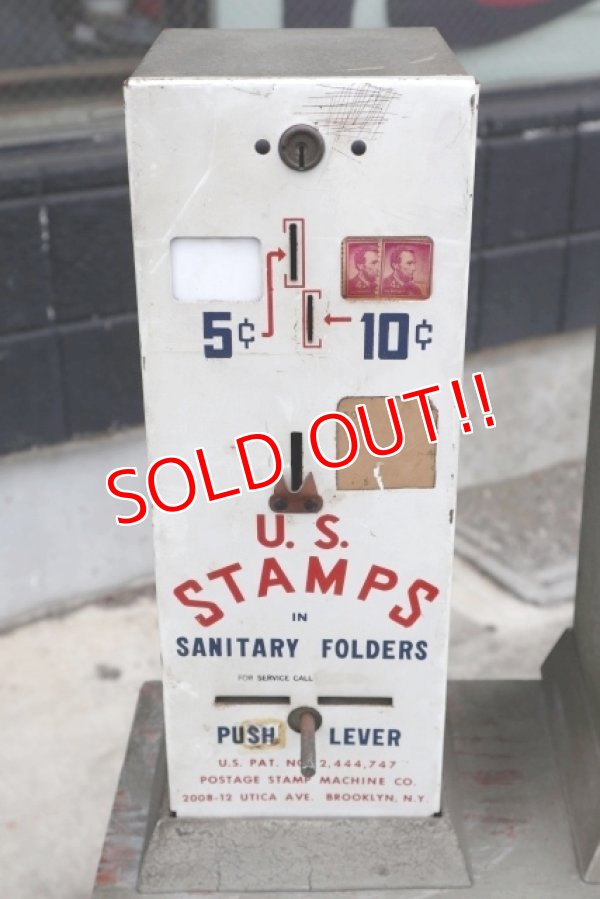 5¢ 10¢
SOLD OUT!!
U. S.
STAMPS
IN
SANITARY FOLDERS
FOR SERVICE CALL
PUSH LEVER
U.S. PAT. NO. 2,444,747
POSTAGE STAMP MACHINE CO.
2008-12 UTICA AVE. BROOKLYN, N.Y.